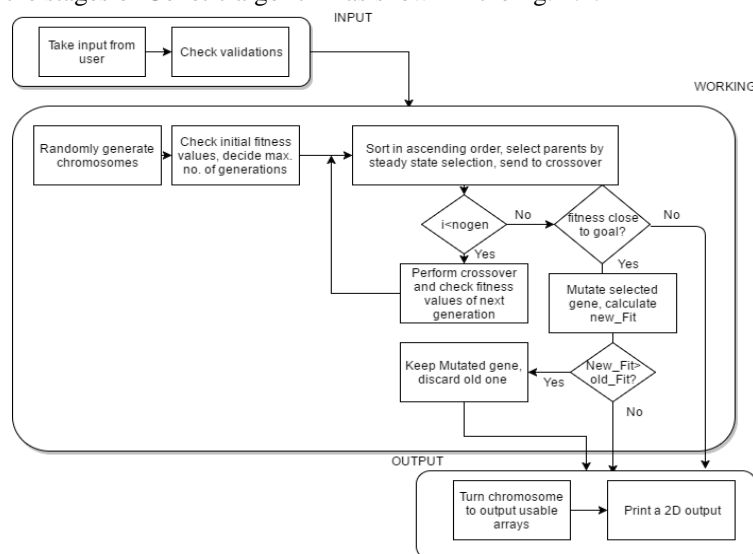 INPUT
Take input from
user
Check validations
WORKING
Randomly generate
chromosomes
Check initial fitness
values, decide max.
no. of generations
Sort in ascending order, select parents by
steady state selection, send to crossover
i<nogen
No
fitness close
to goal?
No
Yes
Perform crossover
and check fitness
values of next
generation
Yes
Mutate selected
gene, calculate
new_Fit
New_Fit>
old_Fit?
Yes
Keep Mutated gene,
discard old one
No
OUTPUT
Turn chromosome
to output usable
arrays
Print a 2D output